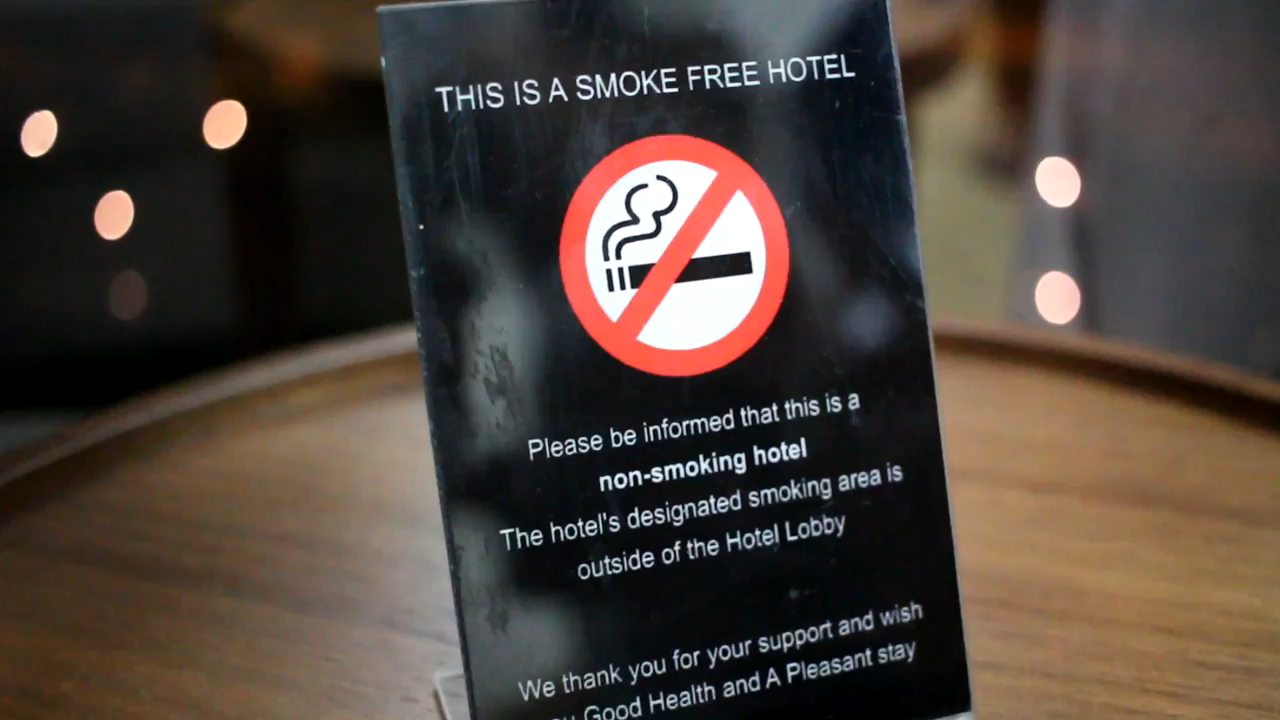 THIS IS A SMOKE FREE HOTEL
Please be informed that this is a
non-smoking hotel
The hotel's designated smoking area is
outside of the Hotel Lobby
We thank you for your support and wish
Good Health and A Pleasant stay